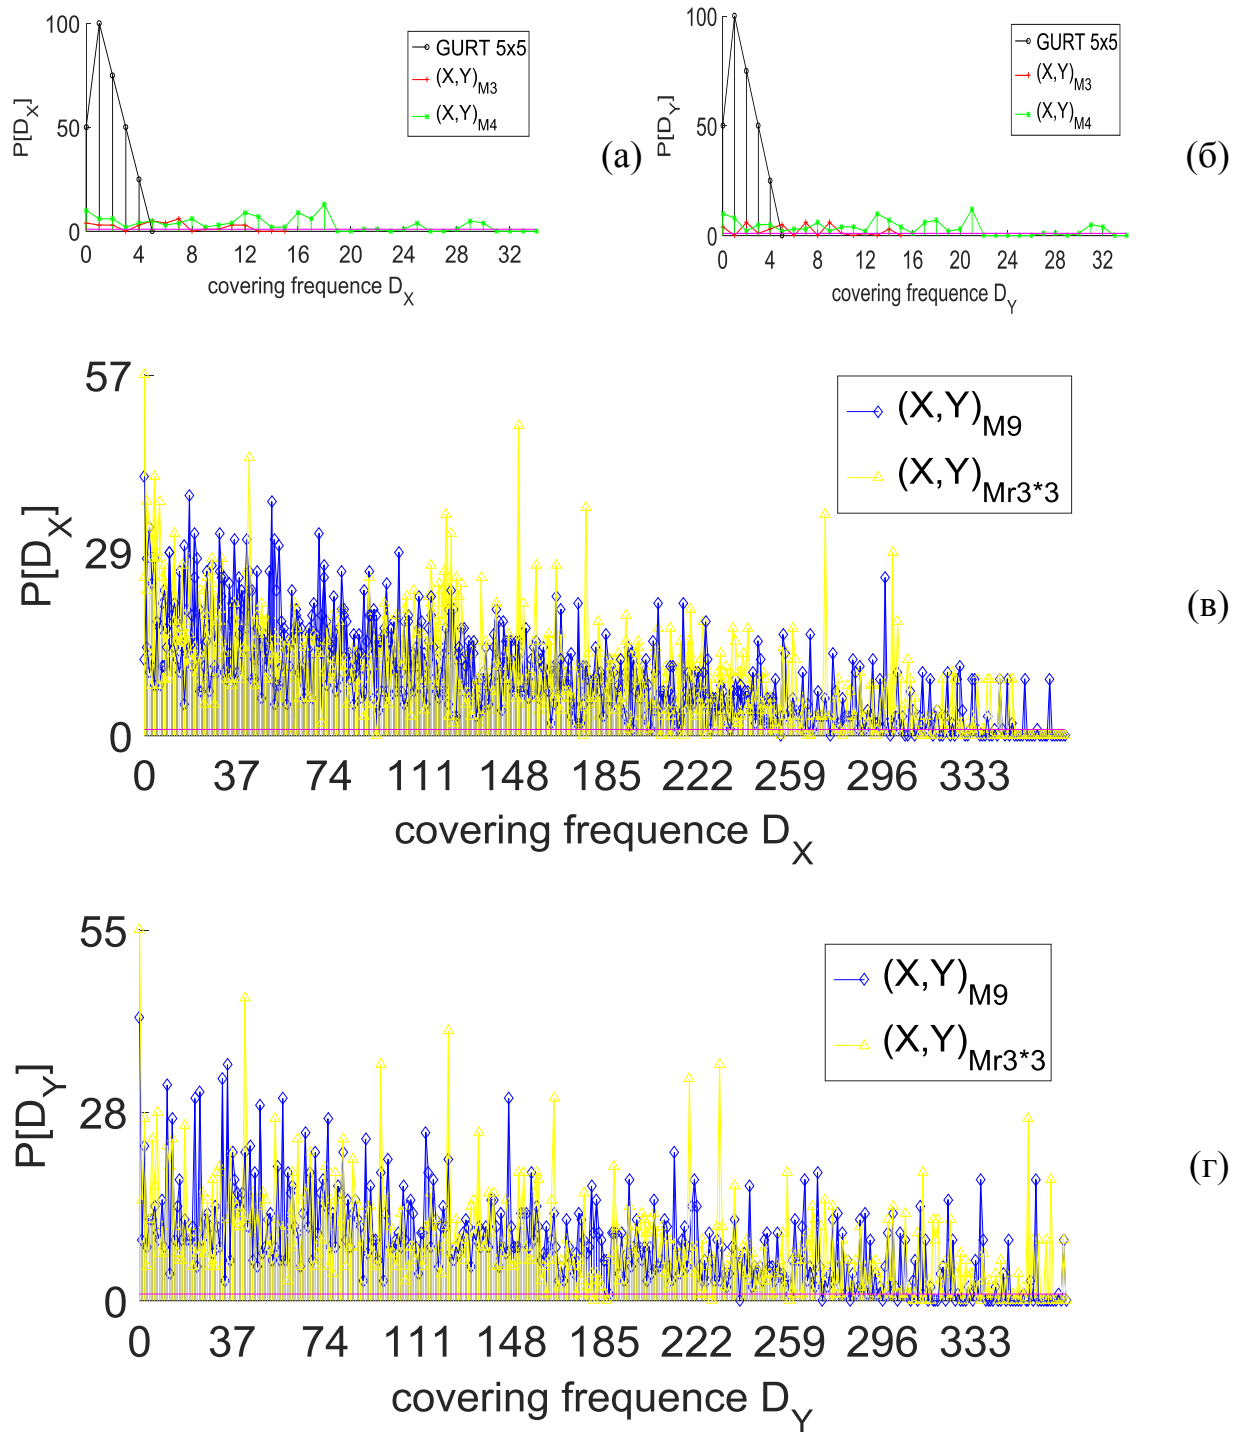 100
50
0
P[D_X]
0 4 8 12 16 20 24 28 32
covering frequence D_X
GURT 5x5
(X,Y)_M3
(X,Y)_M4
(а)
100
50
0
P[D_Y]
0 4 8 12 16 20 24 28 32
covering frequence D_Y
GURT 5x5
(X,Y)_M3
(X,Y)_M4
(б)
57
29
0
P[D_X]
0 37 74 111 148 185 222 259 296 333
covering frequence D_X
(X,Y)_M9
(X,Y)_Mr3*3
(в)
55
28
0
P[D_Y]
0 37 74 111 148 185 222 259 296 333
covering frequence D_Y
(X,Y)_M9
(X,Y)_Mr3*3
(г)